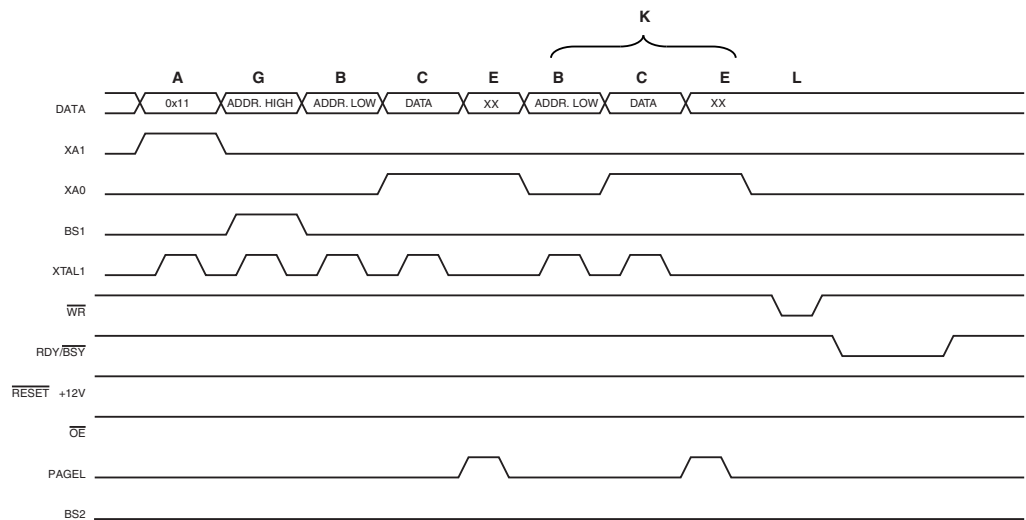 K
A G B C E B C E L
DATA 0x11 ADDR. HIGH ADDR. LOW DATA XX ADDR. LOW DATA XX
XA1
XA0
BS1
XTAL1
WR
RDY/BSY
RESET +12V
OE
PAGEL
BS2